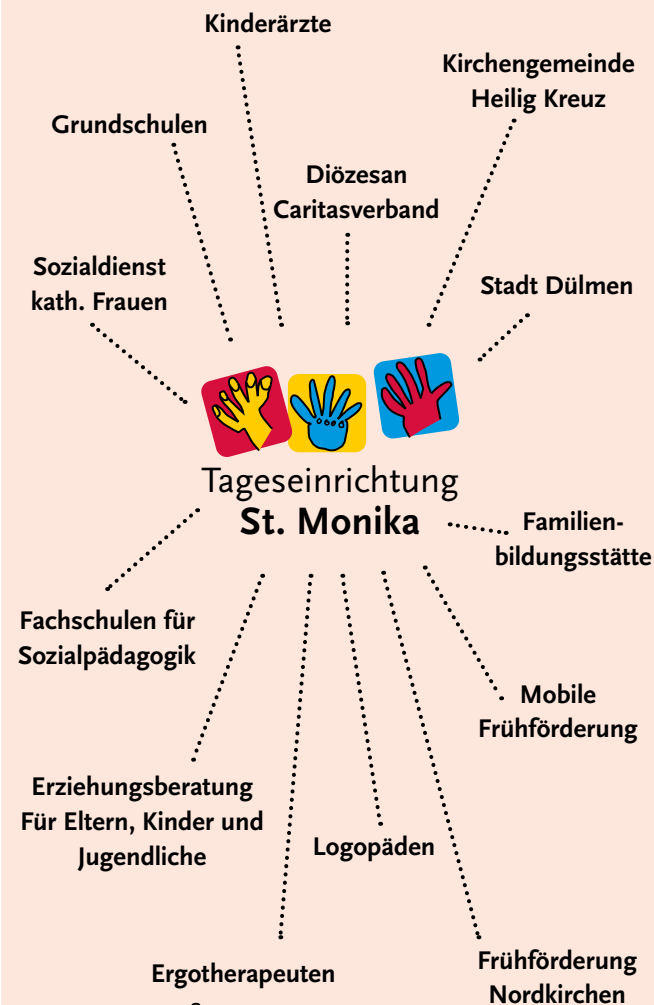 Kinderärzte
Kirchengemeinde
Heilig Kreuz
Grundschulen
Diözesan
Caritasverband
Sozialdienst
kath. Frauen
Stadt Dülmen
Tageseinrichtung
St. Monika
Familien-
bildungsstätte
Fachschulen für
Sozialpädagogik
Mobile
Frühförderung
Erziehungsberatung
Für Eltern, Kinder und
Jugendliche
Logopäden
Ergotherapeuten
Frühförderung
Nordkirchen